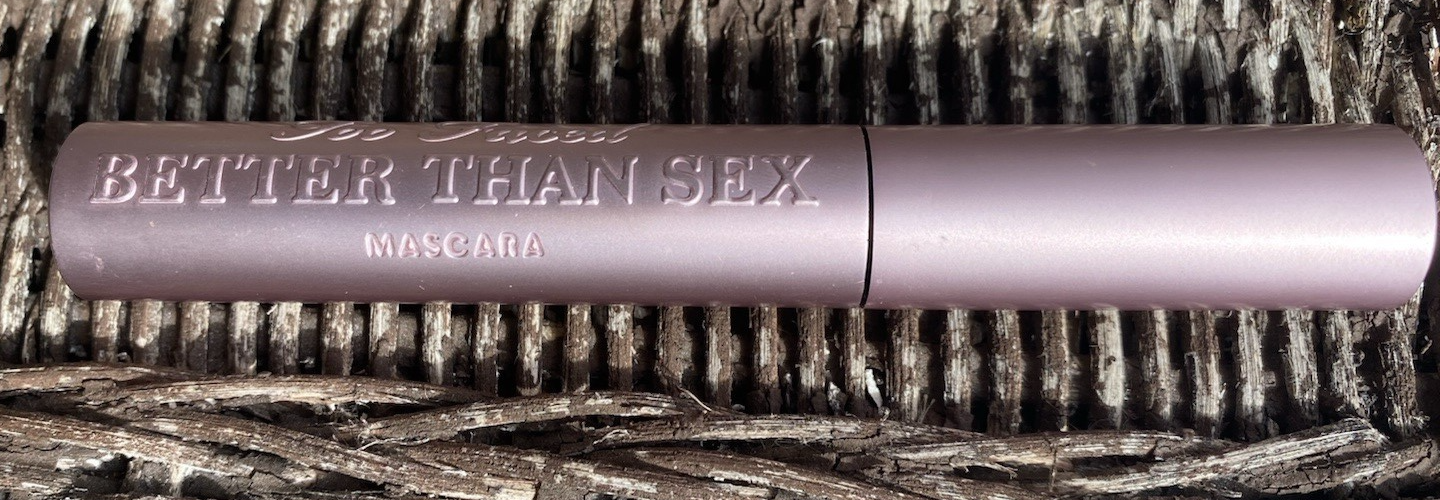 Too Faced
BETTER THAN SEX
MASCARA